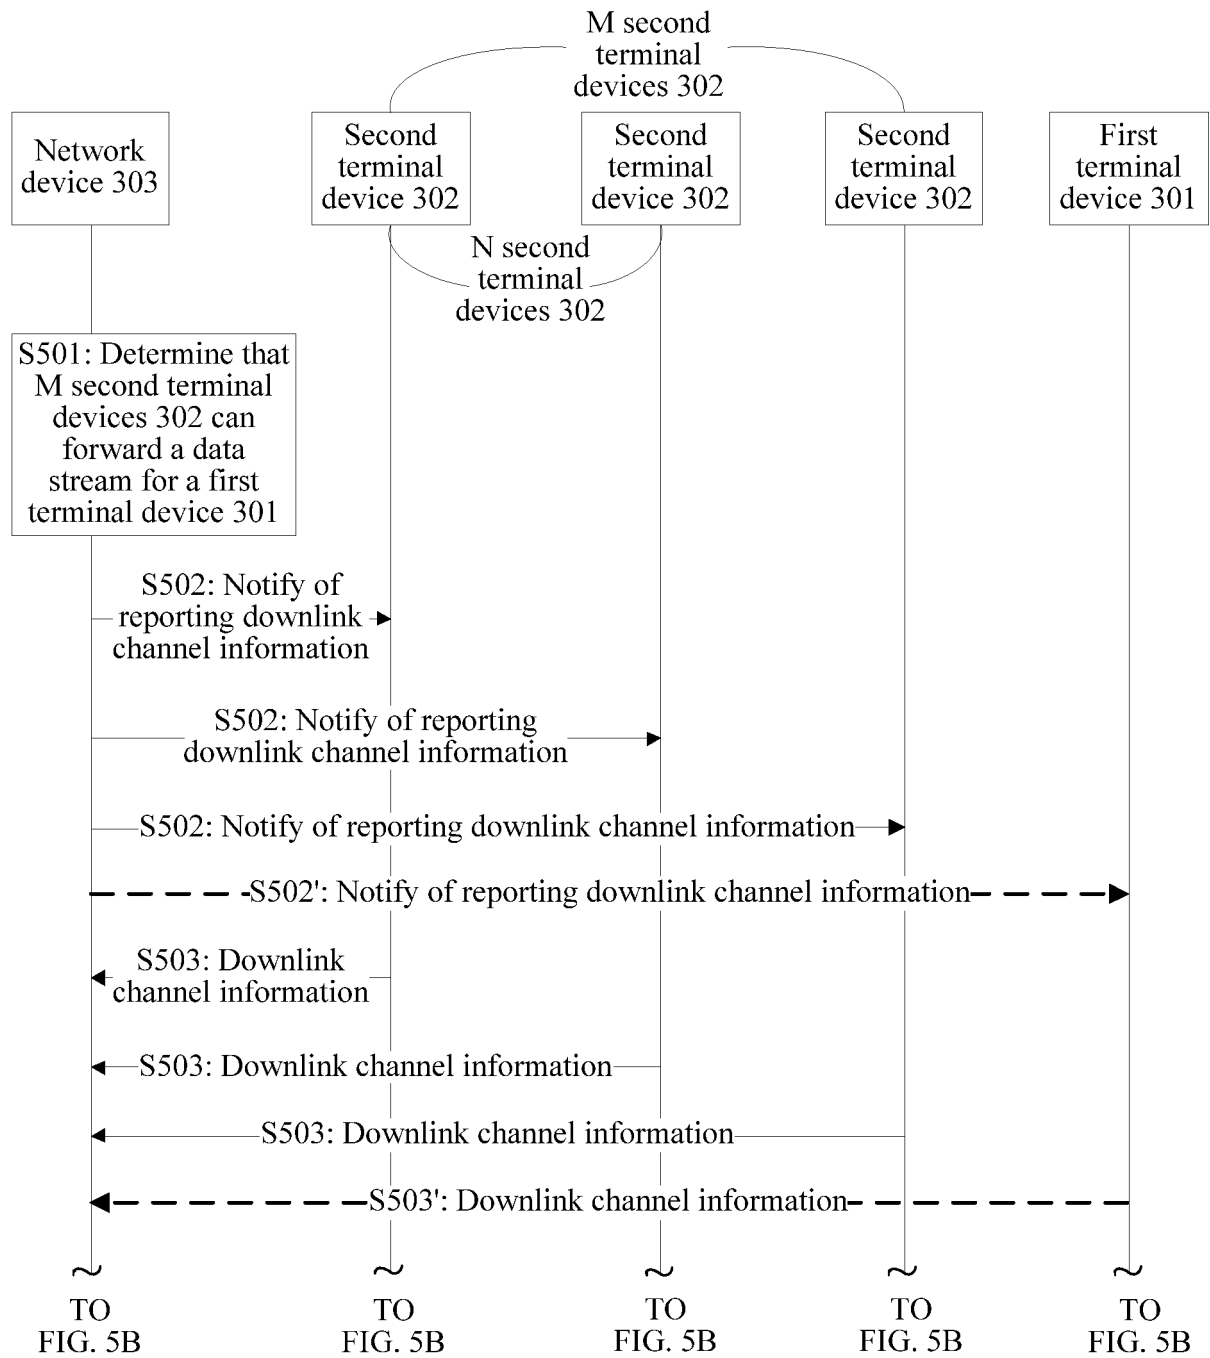 M second
terminal
devices 302
Network
device 303
Second
terminal
device 302
Second
terminal
device 302
Second
terminal
device 302
First
terminal
device 301
N second
terminal
devices 302
S501: Determine that
M second terminal
devices 302 can
forward a data
stream for a first
terminal device 301
S502: Notify of
reporting downlink
channel information
S502: Notify of reporting
downlink channel information
S502: Notify of reporting downlink channel information
S502': Notify of reporting downlink channel information
S503: Downlink
channel information
S503: Downlink channel information
S503: Downlink channel information
S503': Downlink channel information
TO
FIG. 5B
TO
FIG. 5B
TO
FIG. 5B
TO
FIG. 5B
TO
FIG. 5B